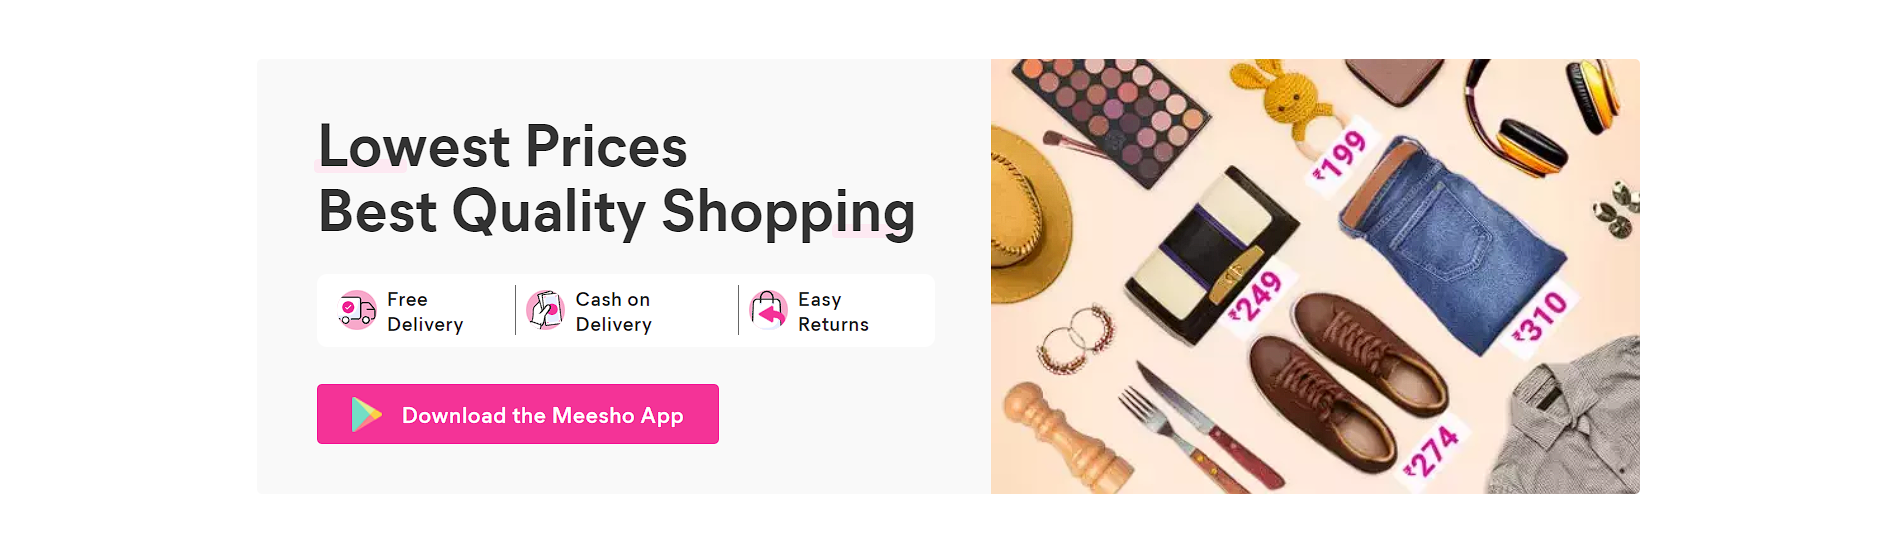 Lowest Prices
Best Quality Shopping
Free
Delivery
Cash on
Delivery
Easy
Returns
Download the Meesho App
₹199
₹249
₹310
₹274